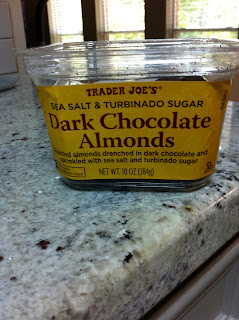 TRADER JOE'S®
SEA SALT & TURBINADO SUGAR
Dark Chocolate
Almonds
almonds drenched in dark chocolate and
sprinkled with sea salt and turbinado sugar
NET WT. 10 OZ (284g)